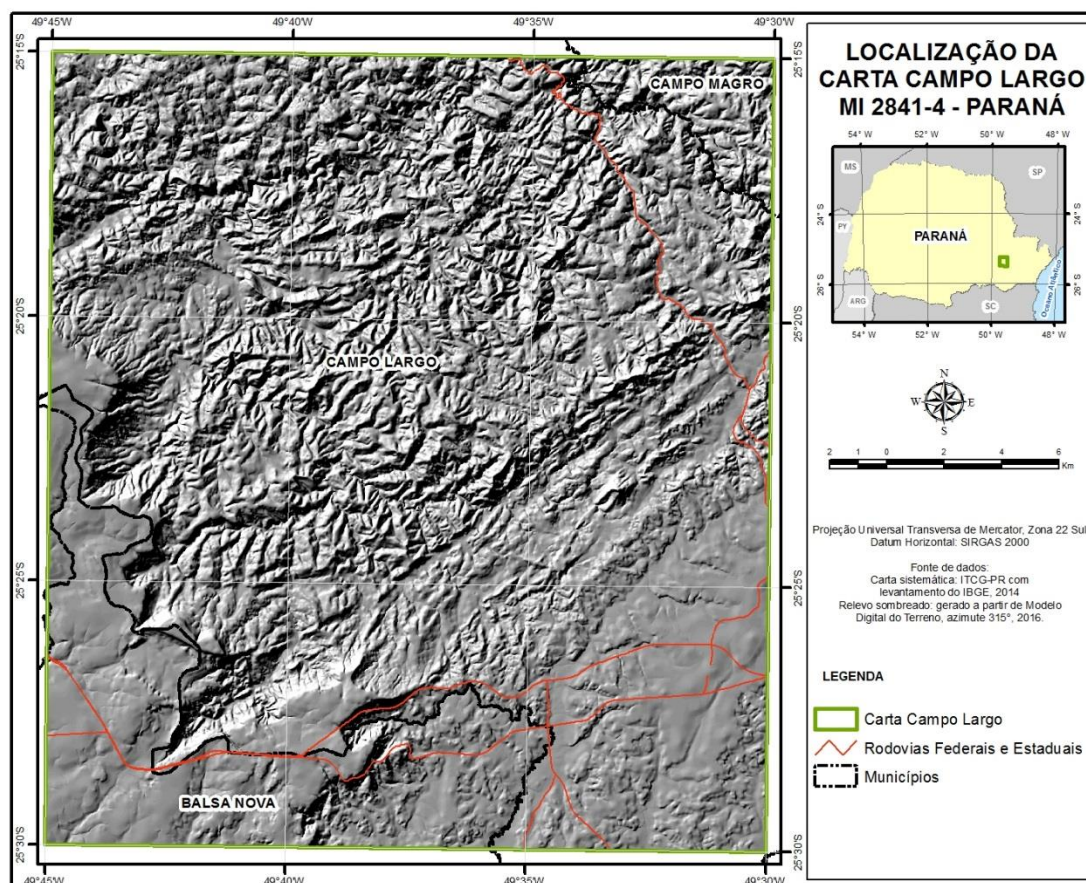 49°45'W 49°40'W 49°35'W 49°30'W
25°15'S 25°15'S
CAMPO MAGRO
25°20'S 25°20'S
CAMPO LARGO
25°25'S 25°25'S
BALSA NOVA
25°30'S 25°30'S
49°45'W 49°40'W 49°35'W 49°30'W
LOCALIZAÇÃO DA
CARTA CAMPO LARGO
MI 2841-4 - PARANÁ
54° W 52° W 50° W 48° W
MS
SP
24° S 24° S
PY
PARANÁ
26° S 26° S
Oceano Atlântico
ARG
SC
54° W 52° W 50° W 48° W
N
W E
S
2 1 0 2 4 6
Km
Projeção Universal Transversa de Mercator, Zona 22 Sul
Datum Horizontal: SIRGAS 2000
Fonte de dados:
Carta sistemática: ITCG-PR com
levantamento do IBGE, 2014
Relevo sombreado: gerado a partir de Modelo
Digital do Terreno, azimute 315°, 2016.
LEGENDA
Carta Campo Largo
Rodovias Federais e Estaduais
Municípios